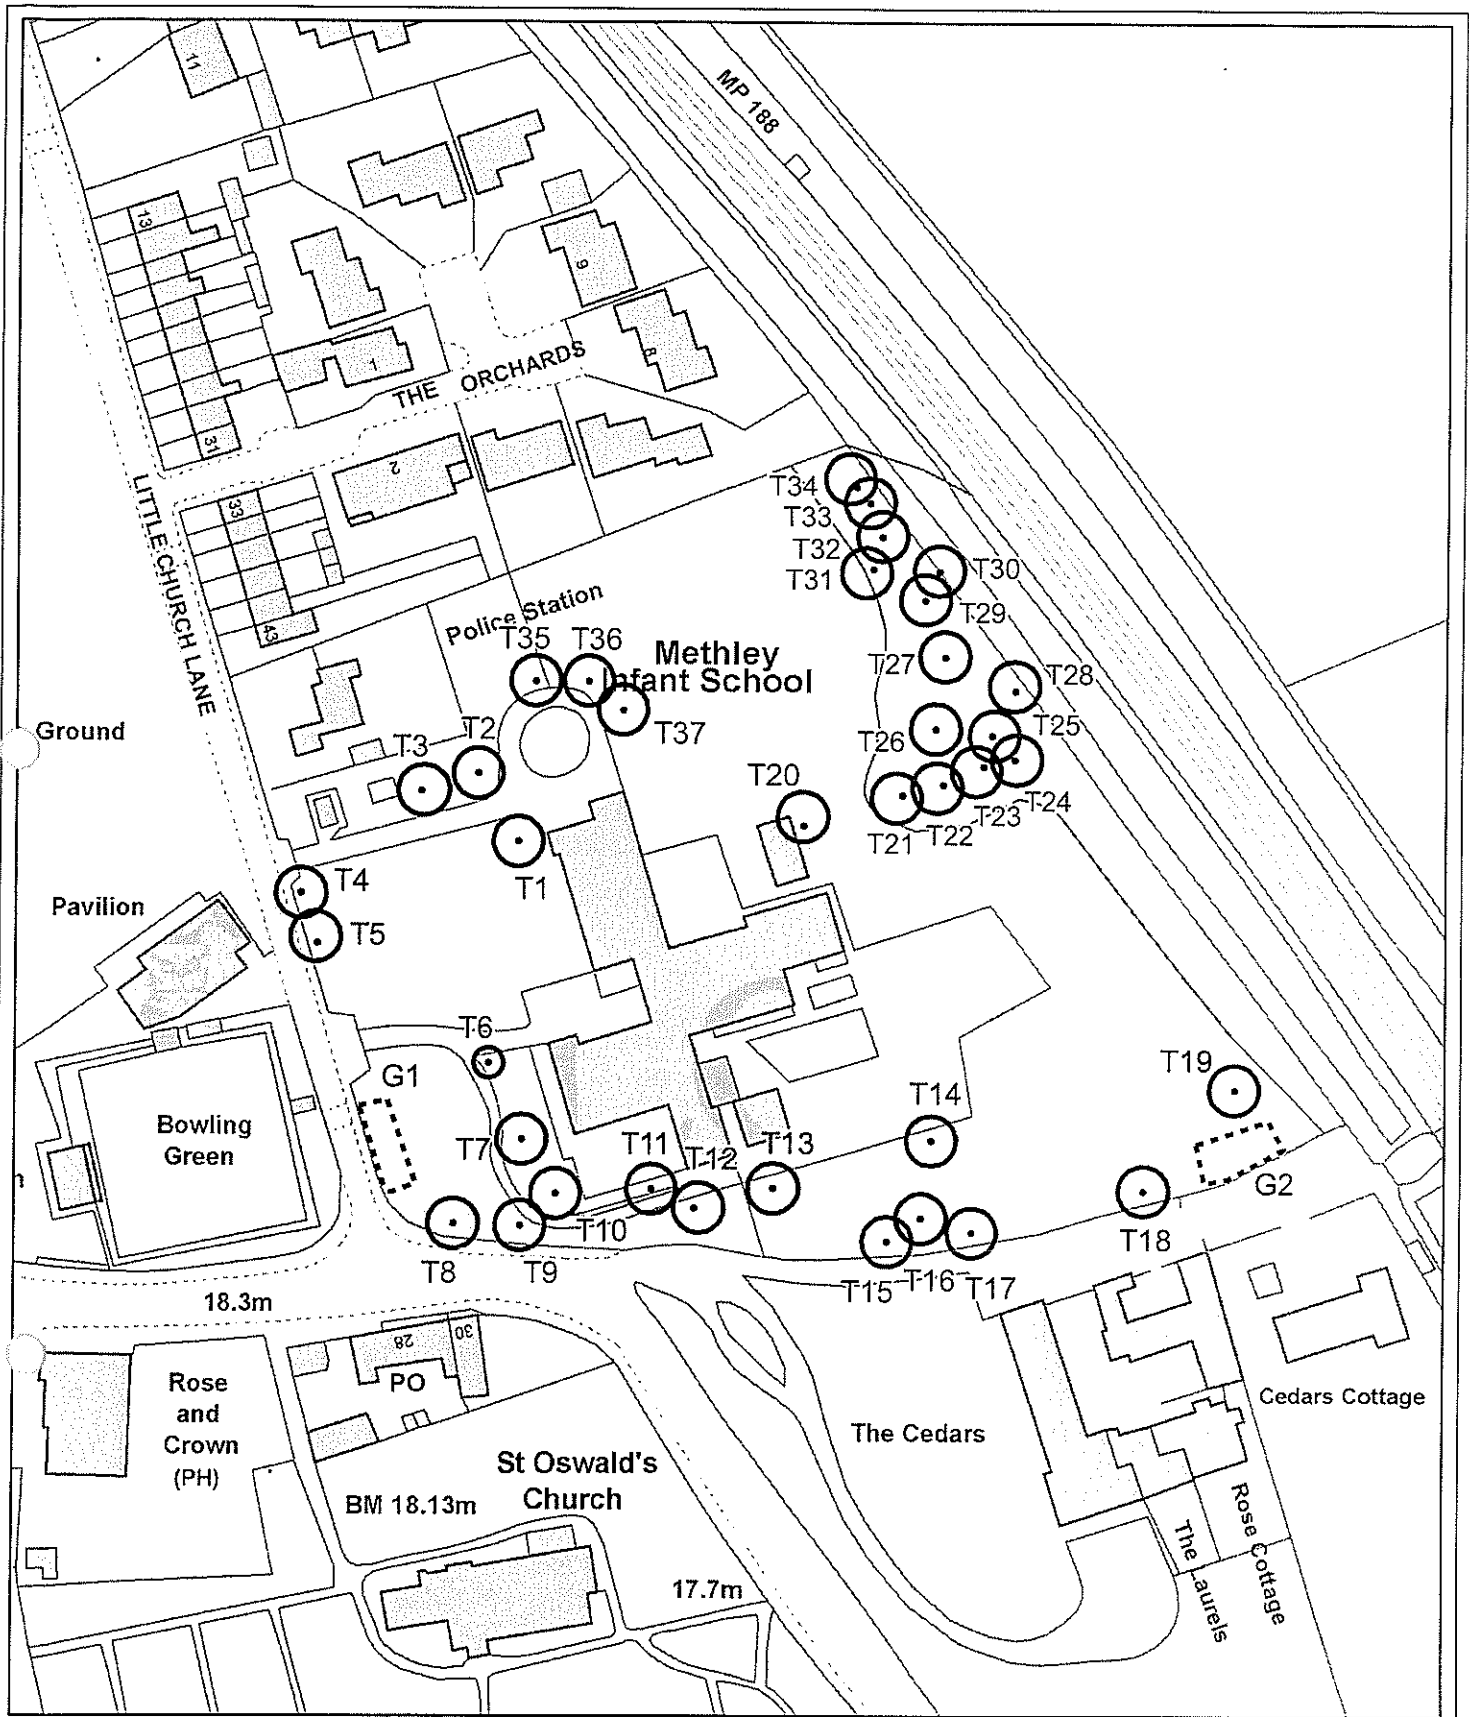 11
MP 188
13
9
8
1
THE ORCHARDS
31
2
33
LITTLE CHURCH LANE
43
T34
T33
T32
T31
T30
T29
Police Station
T35
T36
Methley
Infant School
T27
T28
T37
Ground
T2
T3
T26
T25
T20
T24
T23
T22
T21
T1
T4
Pavilion
T5
T6
G1
T19
Bowling
Green
T14
T7
T11
T12
T13
G2
T10
T8
T9
T15
T16
T17
T18
18.3m
28
30
PO
Rose
and
Crown
(PH)
Cedars Cottage
The Cedars
St Oswald's
Church
BM 18.13m
17.7m
The Laurels
Rose Cottage